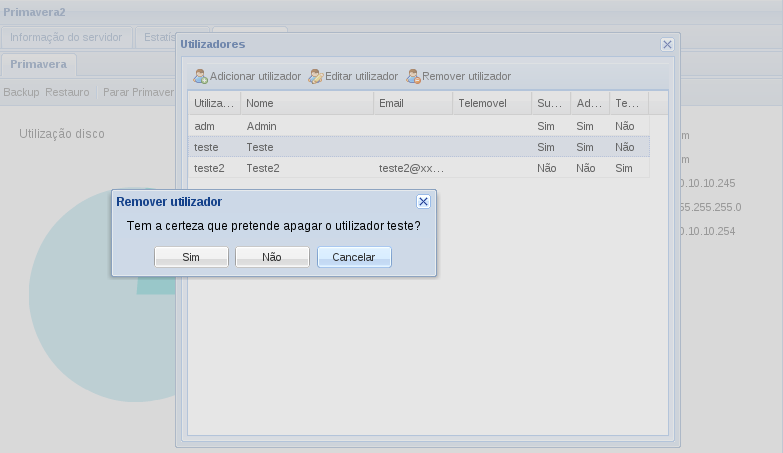 Primavera2
Informação do servidor
Primavera
Backup Restauro Parar Primaver
Utilização disco
Utilizadores
Adicionar utilizador Editar utilizador Remover utilizador
Utiliza... Nome Email Telemovel Su... Ad... Te...
adm Admin Sim Sim Não
teste Teste Sim Sim Não
teste2 Teste2 teste2@xx... Não Não Sim
Remover utilizador
Tem a certeza que pretende apagar o utilizador teste?
Sim Não Cancelar
0.10.10.245
55.255.255.0
0.10.10.254